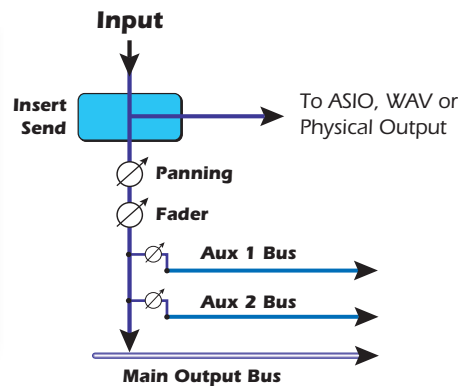 Input
Insert
Send
To ASIO, WAV or
Physical Output
Panning
Fader
Aux 1 Bus
Aux 2 Bus
Main Output Bus